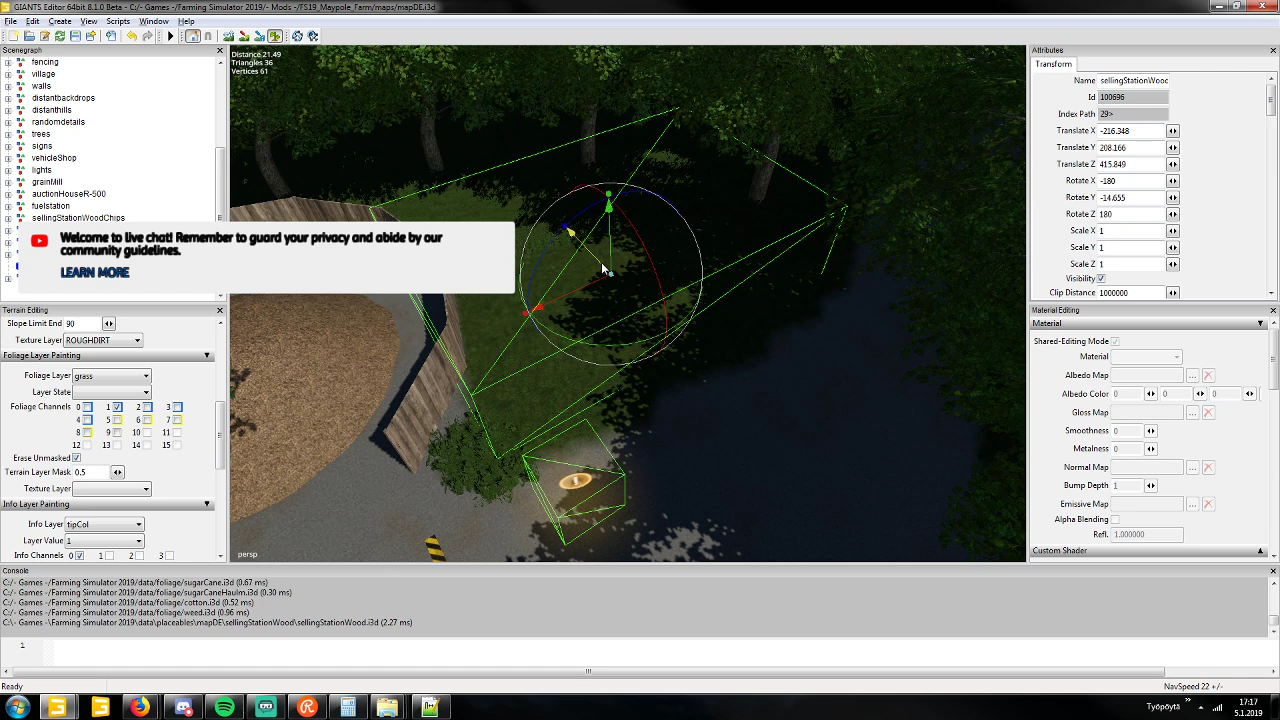 GIANTS Editor 64bit 8.1.0 Beta - C:/- Games -/Farming Simulator 2019/- Mods -/FS19_Maypole_Farm/maps/mapDE.i3d
File Edit Create View Scripts Window Help
Scenegraph
fencing
village
walls
distantbackdrops
distanthills
randomdetails
trees
signs
vehicleShop
lights
grainMill
auctionHouseR-500
fuelstation
sellingStationWoodChips
Welcome to live chat! Remember to guard your privacy and abide by our
community guidelines.
LEARN MORE
Terrain Editing
Slope Limit End 90
Texture Layer ROUGHDIRT
Foliage Layer Painting
Foliage Layer grass
Layer State
Foliage Channels 0 1 2 3
4 5 6 7
8 9 10 11
12 13 14 15
Erase Unmasked
Terrain Layer Mask 0.5
Texture Layer
Info Layer Painting
Info Layer tipCol
Layer Value 1
Info Channels 0 1 2 3
Distance 21.49
Triangles 36
Vertices 61
persp
Attributes
Transform
Name sellingStationWood
Id 100696
Index Path 29>
Translate X -216.348
Translate Y 208.166
Translate Z 415.849
Rotate X -180
Rotate Y -14.655
Rotate Z 180
Scale X 1
Scale Y 1
Scale Z 1
Visibility
Clip Distance 1000000
Material Editing
Material
Shared-Editing Mode
Material
Albedo Map ...
Albedo Color 0 0 0
Gloss Map ...
Smoothness 0
Metalness 0
Normal Map ...
Bump Depth 1
Emissive Map ...
Alpha Blending
Refl. 1.000000
Custom Shader
Console
C:/- Games -/Farming Simulator 2019/data/foliage/sugarCane.i3d (0.67 ms)
C:/- Games -/Farming Simulator 2019/data/foliage/sugarCaneHaulm.i3d (0.30 ms)
C:/- Games -/Farming Simulator 2019/data/foliage/cotton.i3d (0.52 ms)
C:/- Games -/Farming Simulator 2019/data/foliage/weed.i3d (0.96 ms)
C:/- Games -\Farming Simulator 2019\data\placeables\mapDE\sellingStationWood\sellingStationWood.i3d (2.27 ms)
1
Ready
NavSpeed 22 +/-
Työpöytä
17:17
5.1.2019